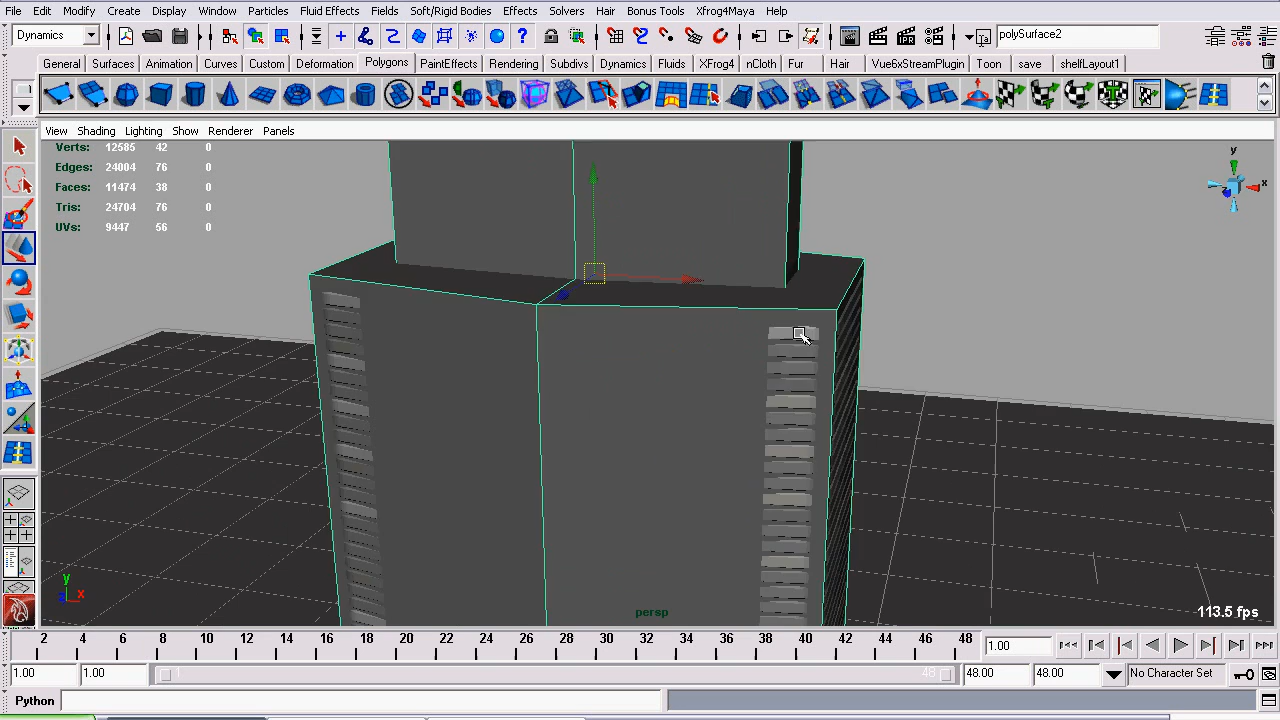 File Edit Modify Create Display Window Particles Fluid Effects Fields Soft/Rigid Bodies Effects Solvers Hair Bonus Tools Xfrog4Maya Help
Dynamics polySurface2
General Surfaces Animation Curves Custom Deformation Polygons PaintEffects Rendering Subdivs Dynamics Fluids XFrog4 nCloth Fur Hair Vue6xStreamPlugin Toon save shelfLayout1
View Shading Lighting Show Renderer Panels
Verts: 12585 42 0
Edges: 24004 76 0
Faces: 11474 38 0
Tris: 24704 76 0
UVs: 9447 56 0
y
x
y
x
z
persp
113.5 fps
2 4 6 8 10 12 14 16 18 20 22 24 26 28 30 32 34 36 38 40 42 44 46 48 1.00
1.00 1.00 1 48 48.00 48.00 No Character Set
Python